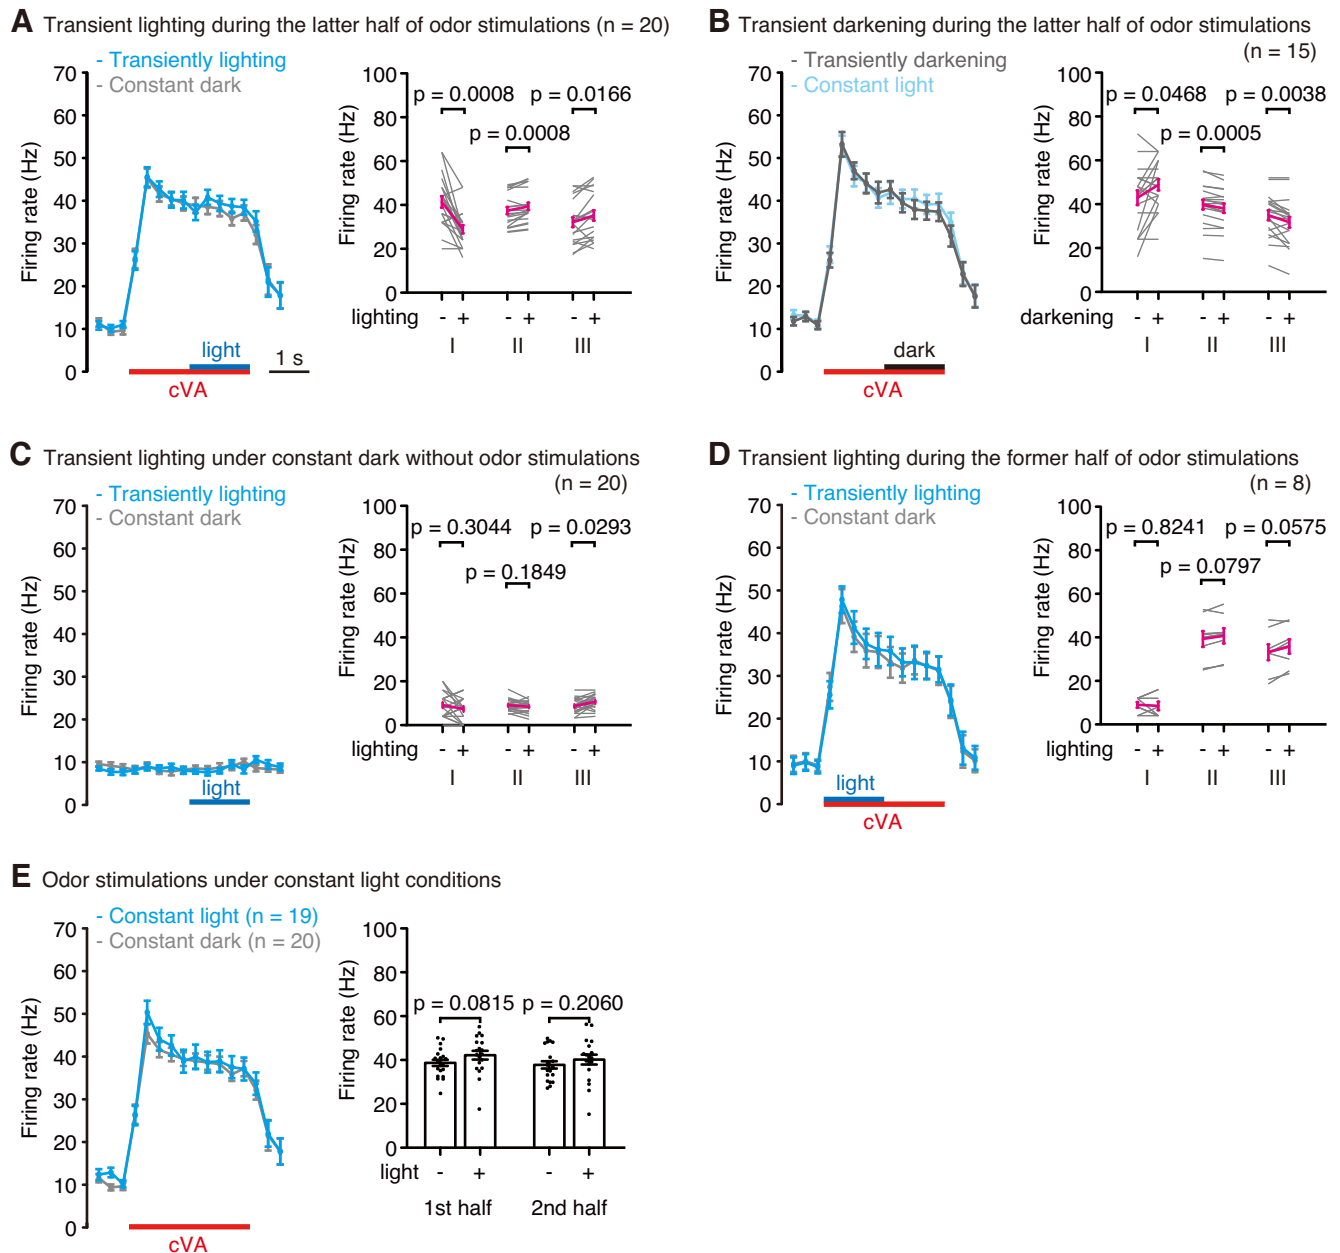 A Transient lighting during the latter half of odor stimulations (n = 20)
- Transiently lighting
- Constant dark
Firing rate (Hz)
70
60
50
40
30
20
10
0
light
cVA
1 s
Firing rate (Hz)
100
80
60
40
20
0
p = 0.0008
p = 0.0166
p = 0.0008
lighting - + - + - +
I II III
B Transient darkening during the latter half of odor stimulations
(n = 15)
- Transiently darkening
- Constant light
Firing rate (Hz)
70
60
50
40
30
20
10
0
dark
cVA
Firing rate (Hz)
100
80
60
40
20
0
p = 0.0468
p = 0.0038
p = 0.0005
darkening - + - + - +
I II III
C Transient lighting under constant dark without odor stimulations
(n = 20)
- Transiently lighting
- Constant dark
Firing rate (Hz)
70
60
50
40
30
20
10
0
light
Firing rate (Hz)
100
80
60
40
20
0
p = 0.3044
p = 0.0293
p = 0.1849
lighting - + - + - +
I II III
D Transient lighting during the former half of odor stimulations
(n = 8)
- Transiently lighting
- Constant dark
Firing rate (Hz)
70
60
50
40
30
20
10
0
light
cVA
Firing rate (Hz)
100
80
60
40
20
0
p = 0.8241
p = 0.0575
p = 0.0797
lighting - + - + - +
I II III
E Odor stimulations under constant light conditions
- Constant light (n = 19)
- Constant dark (n = 20)
Firing rate (Hz)
70
60
50
40
30
20
10
0
cVA
Firing rate (Hz)
100
80
60
40
20
0
p = 0.0815
p = 0.2060
light - + - +
1st half 2nd half